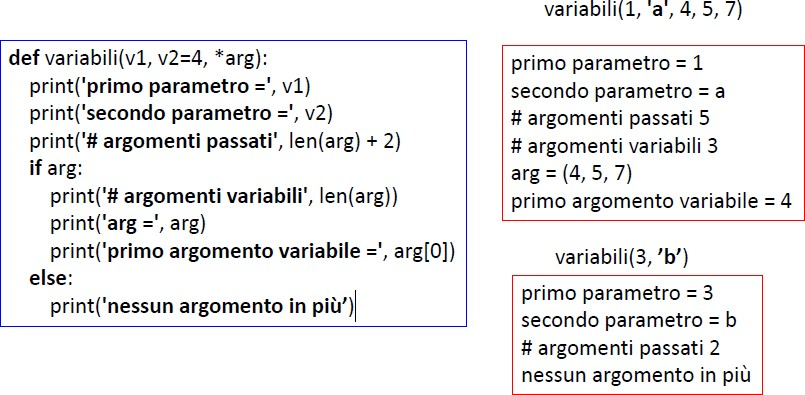 def variabili(v1, v2=4, *arg):
print('primo parametro =', v1)
print('secondo parametro =', v2)
print('# argomenti passati', len(arg) + 2)
if arg:
print('# argomenti variabili', len(arg))
print('arg =', arg)
print('primo argomento variabile =', arg[0])
else:
print('nessun argomento in più’)
variabili(1, 'a', 4, 5, 7)
primo parametro = 1
secondo parametro = a
# argomenti passati 5
# argomenti variabili 3
arg = (4, 5, 7)
primo argomento variabile = 4
variabili(3, ’b’)
primo parametro = 3
secondo parametro = b
# argomenti passati 2
nessun argomento in più